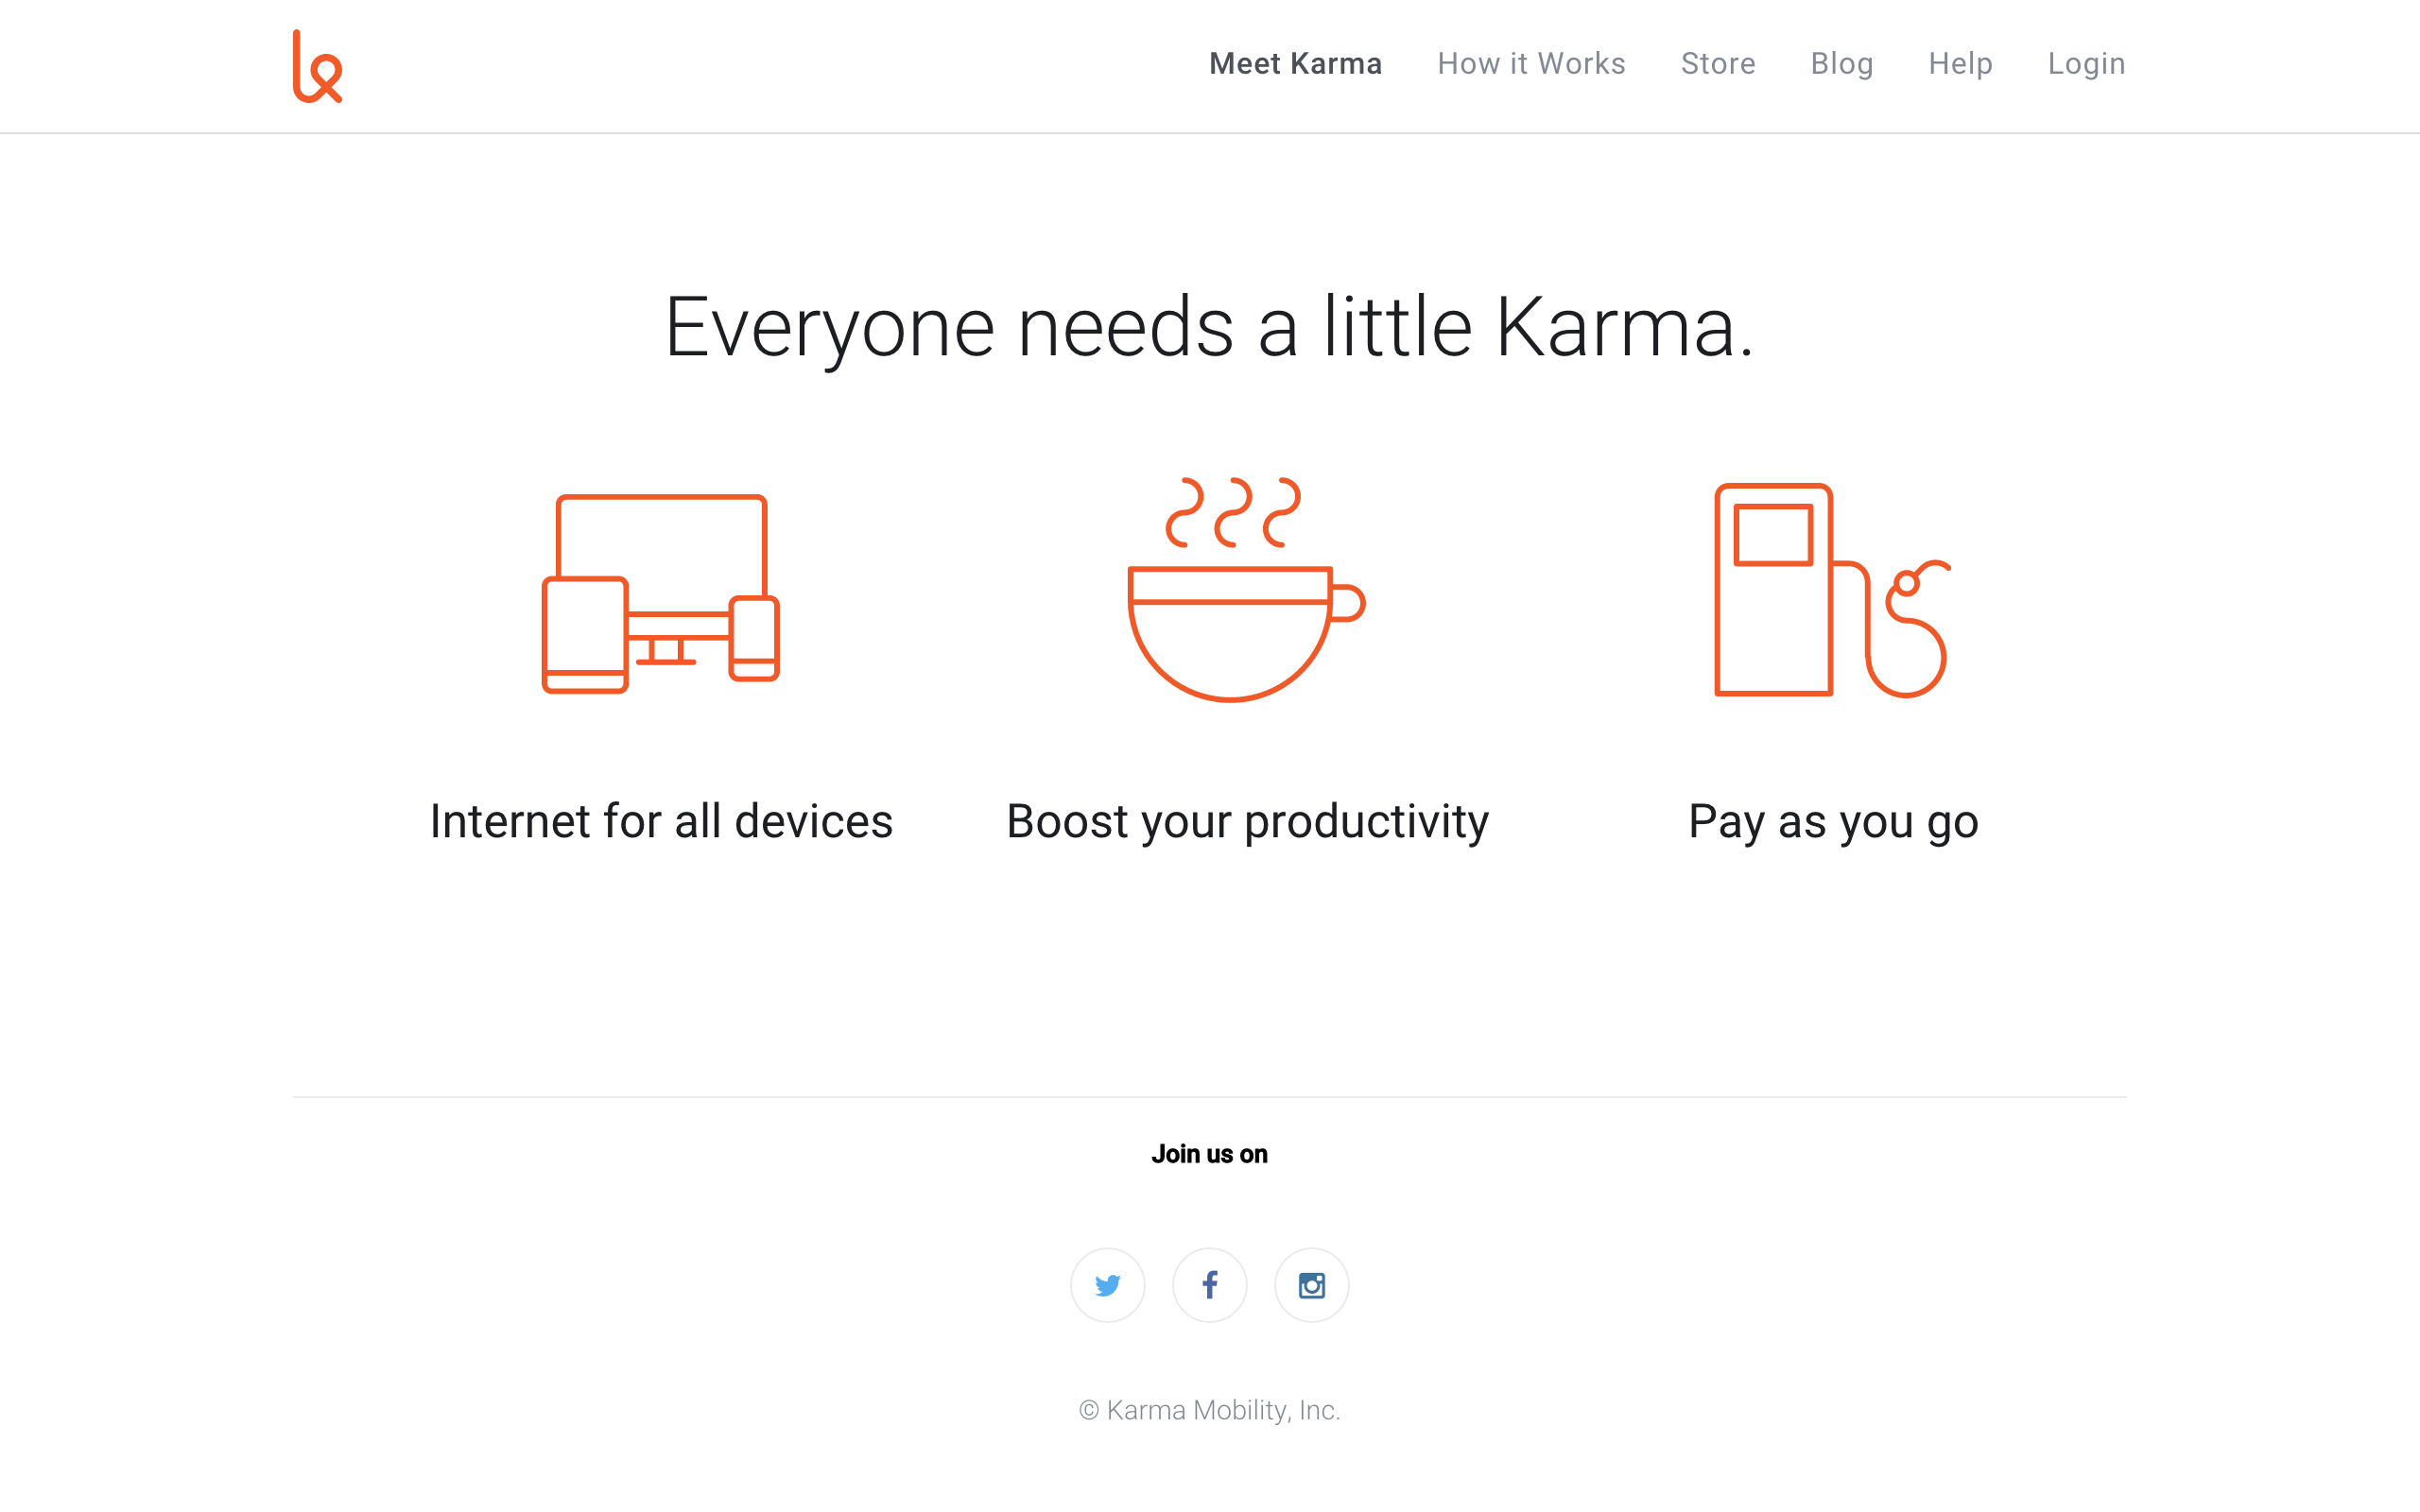 Meet Karma How it Works Store Blog Help Login
Everyone needs a little Karma.
Internet for all devices
Boost your productivity
Pay as you go
Join us on
© Karma Mobility, Inc.